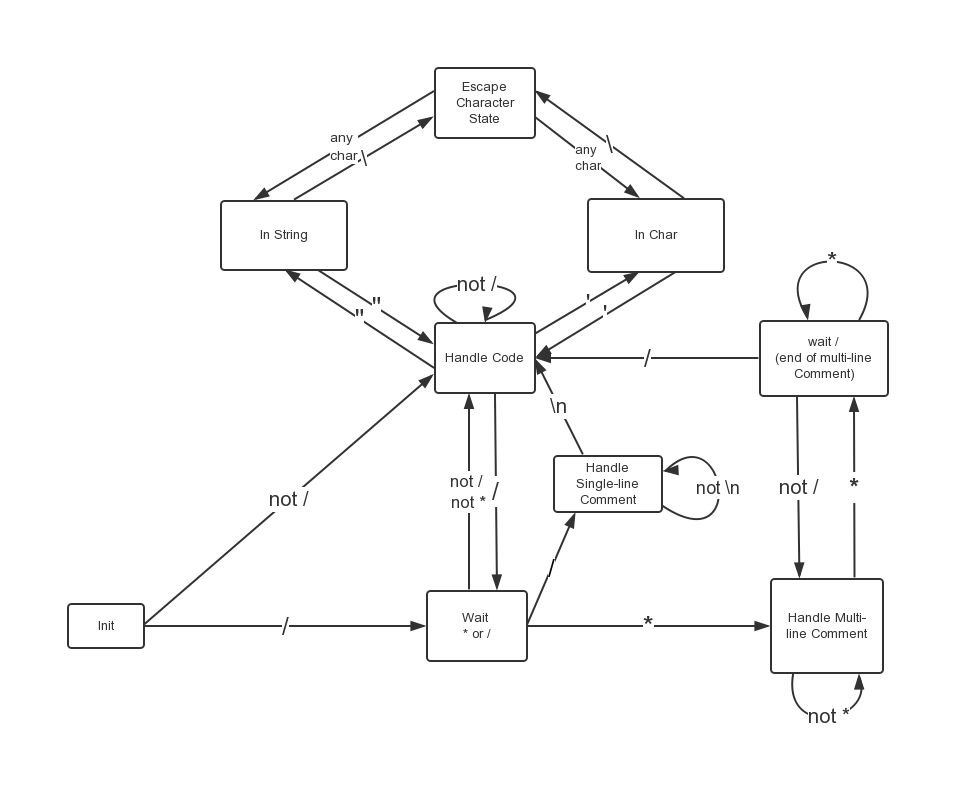 Escape
Character
State
any
char
\
any
char
\
In String
In Char
"
"
not /
'
'
*
Handle Code
/
wait /
(end of multi-line
Comment)
\n
not /
not /
not *
/
Handle
Single-line
Comment
not \n
not /
*
/
Init
/
Wait
* or /
*
Handle Multi-
line Comment
not *